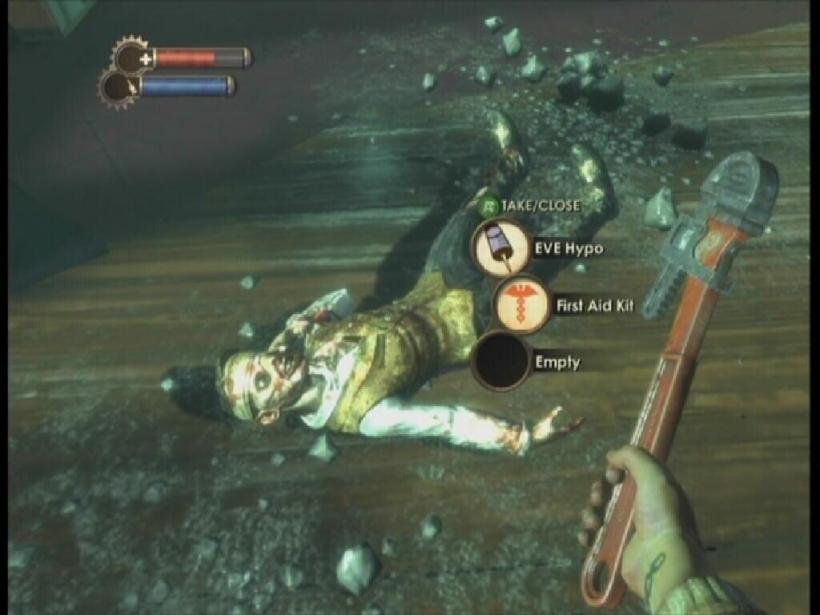 TAKE/CLOSE
EVE Hypo
First Aid Kit
Empty